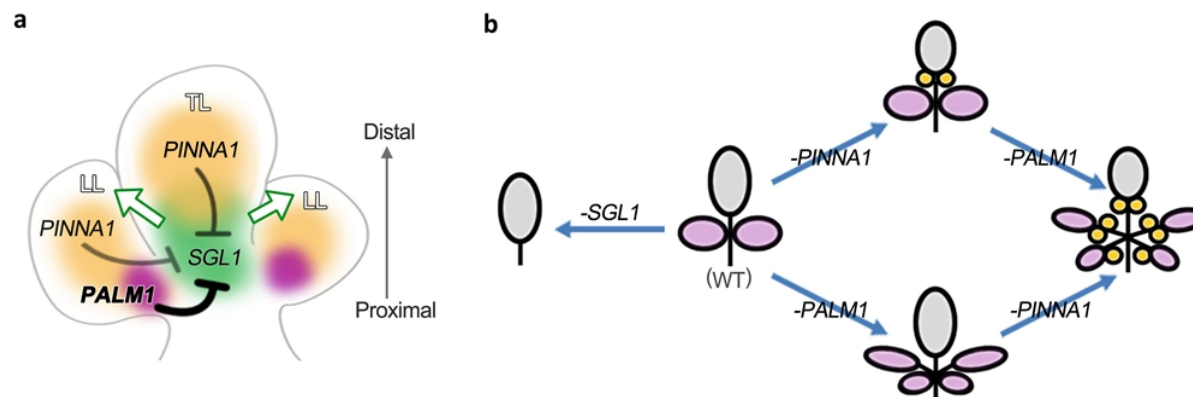 a
TL
PINNA1
Distal
LL
LL
PINNA1
SGL1
PALM1
Proximal
b
-PINNA1
-PALM1
-SGL1
(WT)
-PALM1
-PINNA1